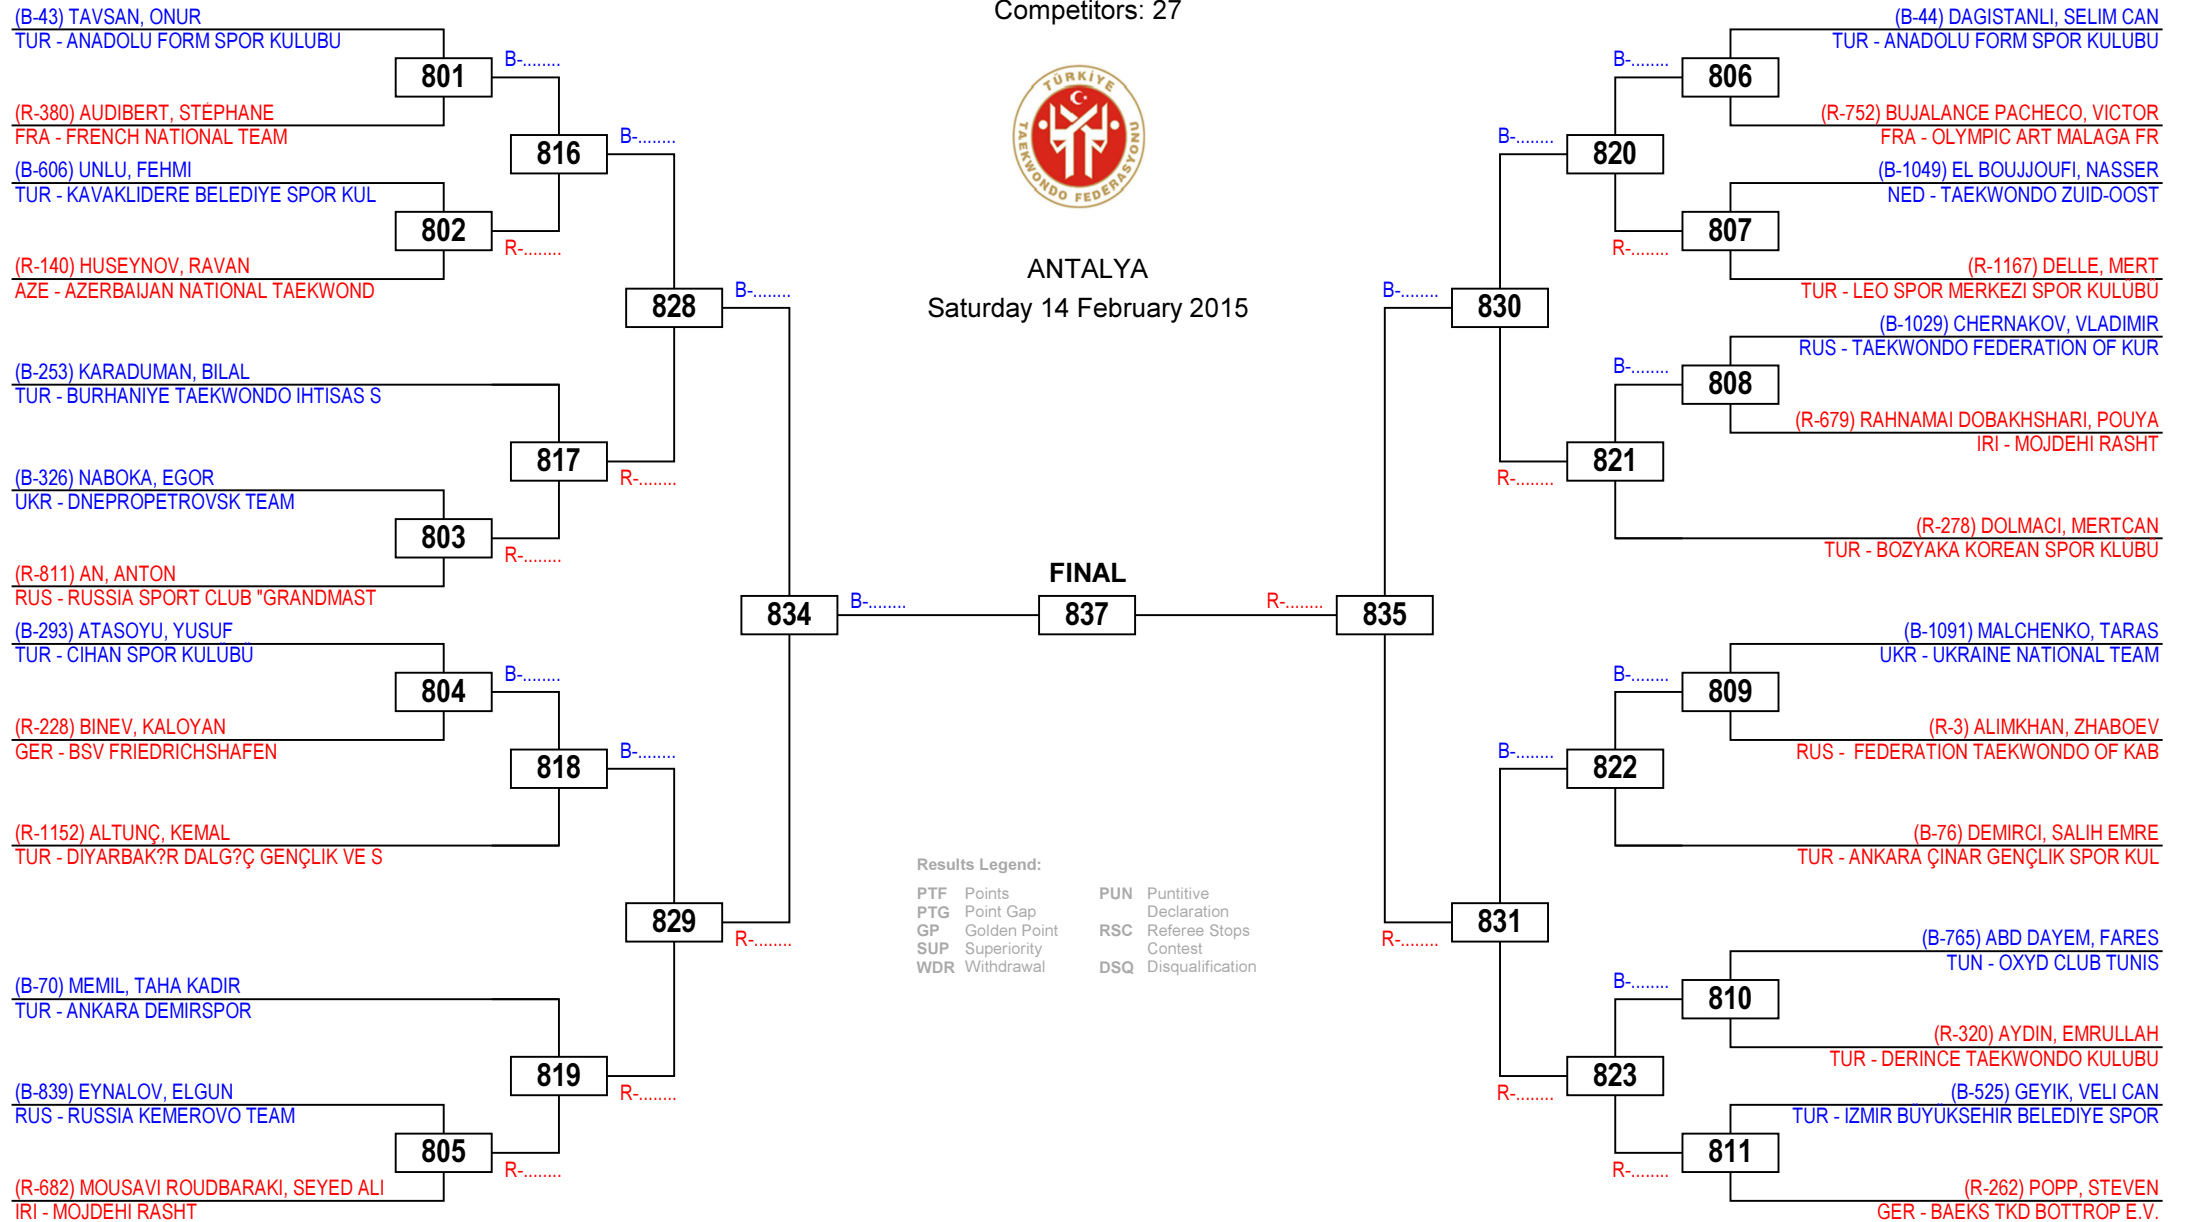 Competitors: 27
TÜRKİYE
TAEKWONDO FEDERASYONU
ANTALYA
Saturday 14 February 2015
(B-43) TAVSAN, ONUR
TUR - ANADOLU FORM SPOR KULUBU
801
B-........
(R-380) AUDIBERT, STÉPHANE
FRA - FRENCH NATIONAL TEAM
816
B-........
(B-606) UNLU, FEHMI
TUR - KAVAKLIDERE BELEDIYE SPOR KUL
802
R-........
(R-140) HUSEYNOV, RAVAN
AZE - AZERBAIJAN NATIONAL TAEKWOND
828
B-........
(B-253) KARADUMAN, BILAL
TUR - BURHANIYE TAEKWONDO IHTISAS S
817
R-........
(B-326) NABOKA, EGOR
UKR - DNEPROPETROVSK TEAM
803
R-........
(R-811) AN, ANTON
RUS - RUSSIA SPORT CLUB "GRANDMAST
834
B-........
(B-293) ATASOYU, YUSUF
TUR - CIHAN SPOR KULÜBÜ
804
B-........
(R-228) BINEV, KALOYAN
GER - BSV FRIEDRICHSHAFEN
818
B-........
(R-1152) ALTUNÇ, KEMAL
TUR - DIYARBAK?R DALG?Ç GENÇLIK VE S
829
R-........
(B-70) MEMIL, TAHA KADIR
TUR - ANKARA DEMIRSPOR
819
R-........
(B-839) EYNALOV, ELGUN
RUS - RUSSIA KEMEROVO TEAM
805
R-........
(R-682) MOUSAVI ROUDBARAKI, SEYED ALI
IRI - MOJDEHI RASHT
FINAL
837
Results Legend:
PTF Points
PTG Point Gap
GP Golden Point
SUP Superiority
WDR Withdrawal
PUN Puntitive
Declaration
RSC Referee Stops
Contest
DSQ Disqualification
(B-44) DAGISTANLI, SELIM CAN
TUR - ANADOLU FORM SPOR KULUBU
B-........
806
(R-752) BUJALANCE PACHECO, VICTOR
FRA - OLYMPIC ART MALAGA FR
B-........
820
(B-1049) EL BOUJJOUFI, NASSER
NED - TAEKWONDO ZUID-OOST
807
R-........
(R-1167) DELLE, MERT
TUR - LEO SPOR MERKEZI SPOR KULÜBÜ
B-........
830
(B-1029) CHERNAKOV, VLADIMIR
RUS - TAEKWONDO FEDERATION OF KUR
B-........
808
(R-679) RAHNAMAI DOBAKHSHARI, POUYA
IRI - MOJDEHI RASHT
821
R-........
(R-278) DOLMACI, MERTCAN
TUR - BOZYAKA KOREAN SPOR KLUBÜ
R-........
835
(B-1091) MALCHENKO, TARAS
UKR - UKRAINE NATIONAL TEAM
B-........
809
(R-3) ALIMKHAN, ZHABOEV
RUS - FEDERATION TAEKWONDO OF KAB
B-........
822
(B-76) DEMIRCI, SALIH EMRE
TUR - ANKARA ÇINAR GENÇLIK SPOR KUL
831
R-........
(B-765) ABD DAYEM, FARES
TUN - OXYD CLUB TUNIS
B-........
810
(R-320) AYDIN, EMRULLAH
TUR - DERINCE TAEKWONDO KULUBU
823
R-........
(B-525) GEYIK, VELI CAN
TUR - IZMIR BÜYÜKSEHIR BELEDIYE SPOR
811
R-........
(R-262) POPP, STEVEN
GER - BAEKS TKD BOTTROP E.V.